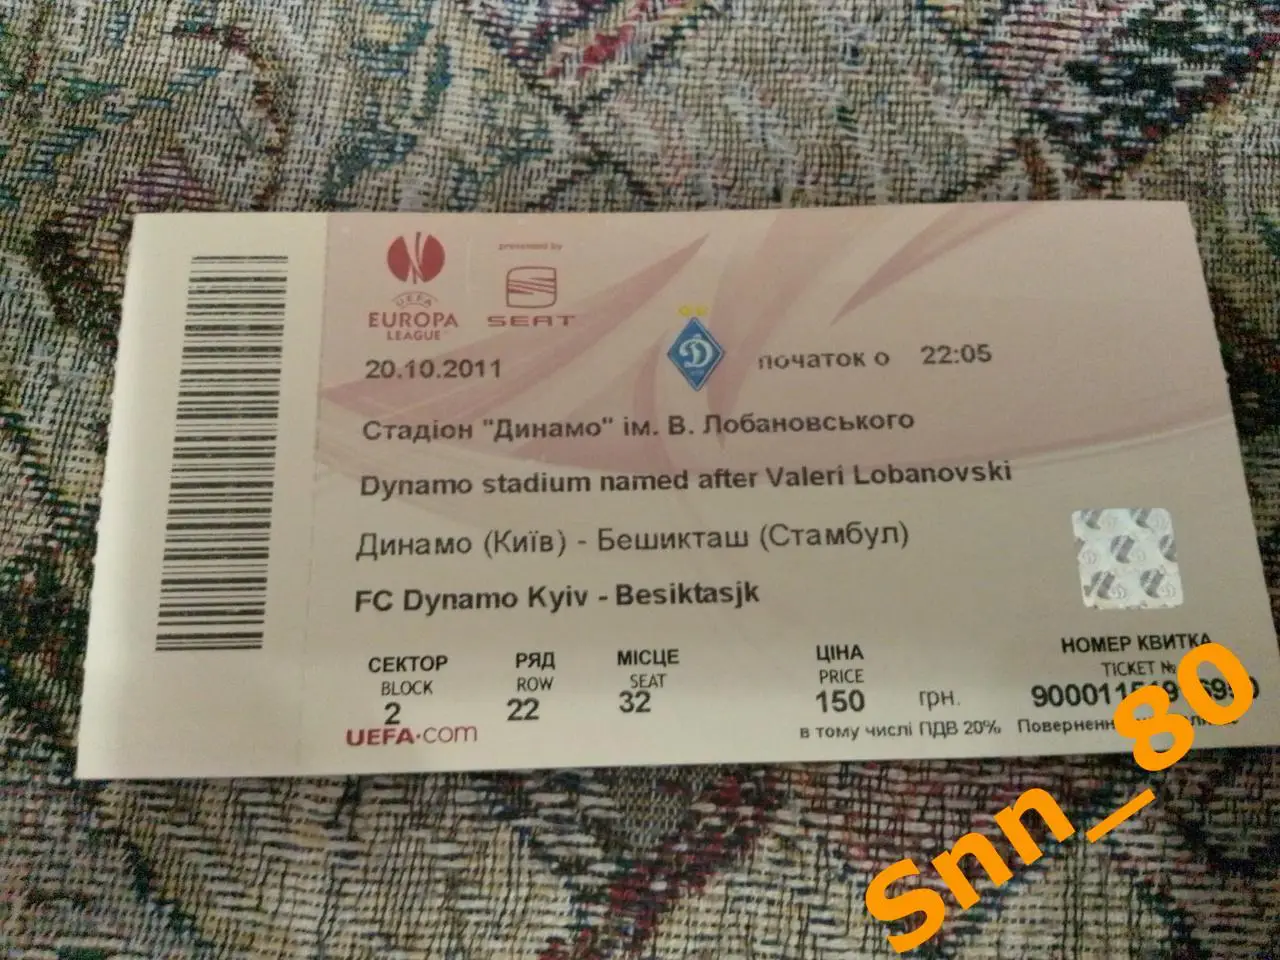 presented by
UEFA
EUROPA
LEAGUE
SEAT
20.10.2011
початок о 22:05
Стадіон "Динамо" ім. В. Лобановського
Dynamo stadium named after Valeri Lobanovski
Динамо (Київ) - Бешикташ (Стамбул)
FC Dynamo Kyiv - Besiktasjk
СЕКТОР РЯД МІСЦЕ ЦІНА НОМЕР КВИТКА
BLOCK ROW SEAT PRICE TICKET №
2 22 32 150 грн.
UEFA.com
в тому числі ПДВ 20%
Snn__80